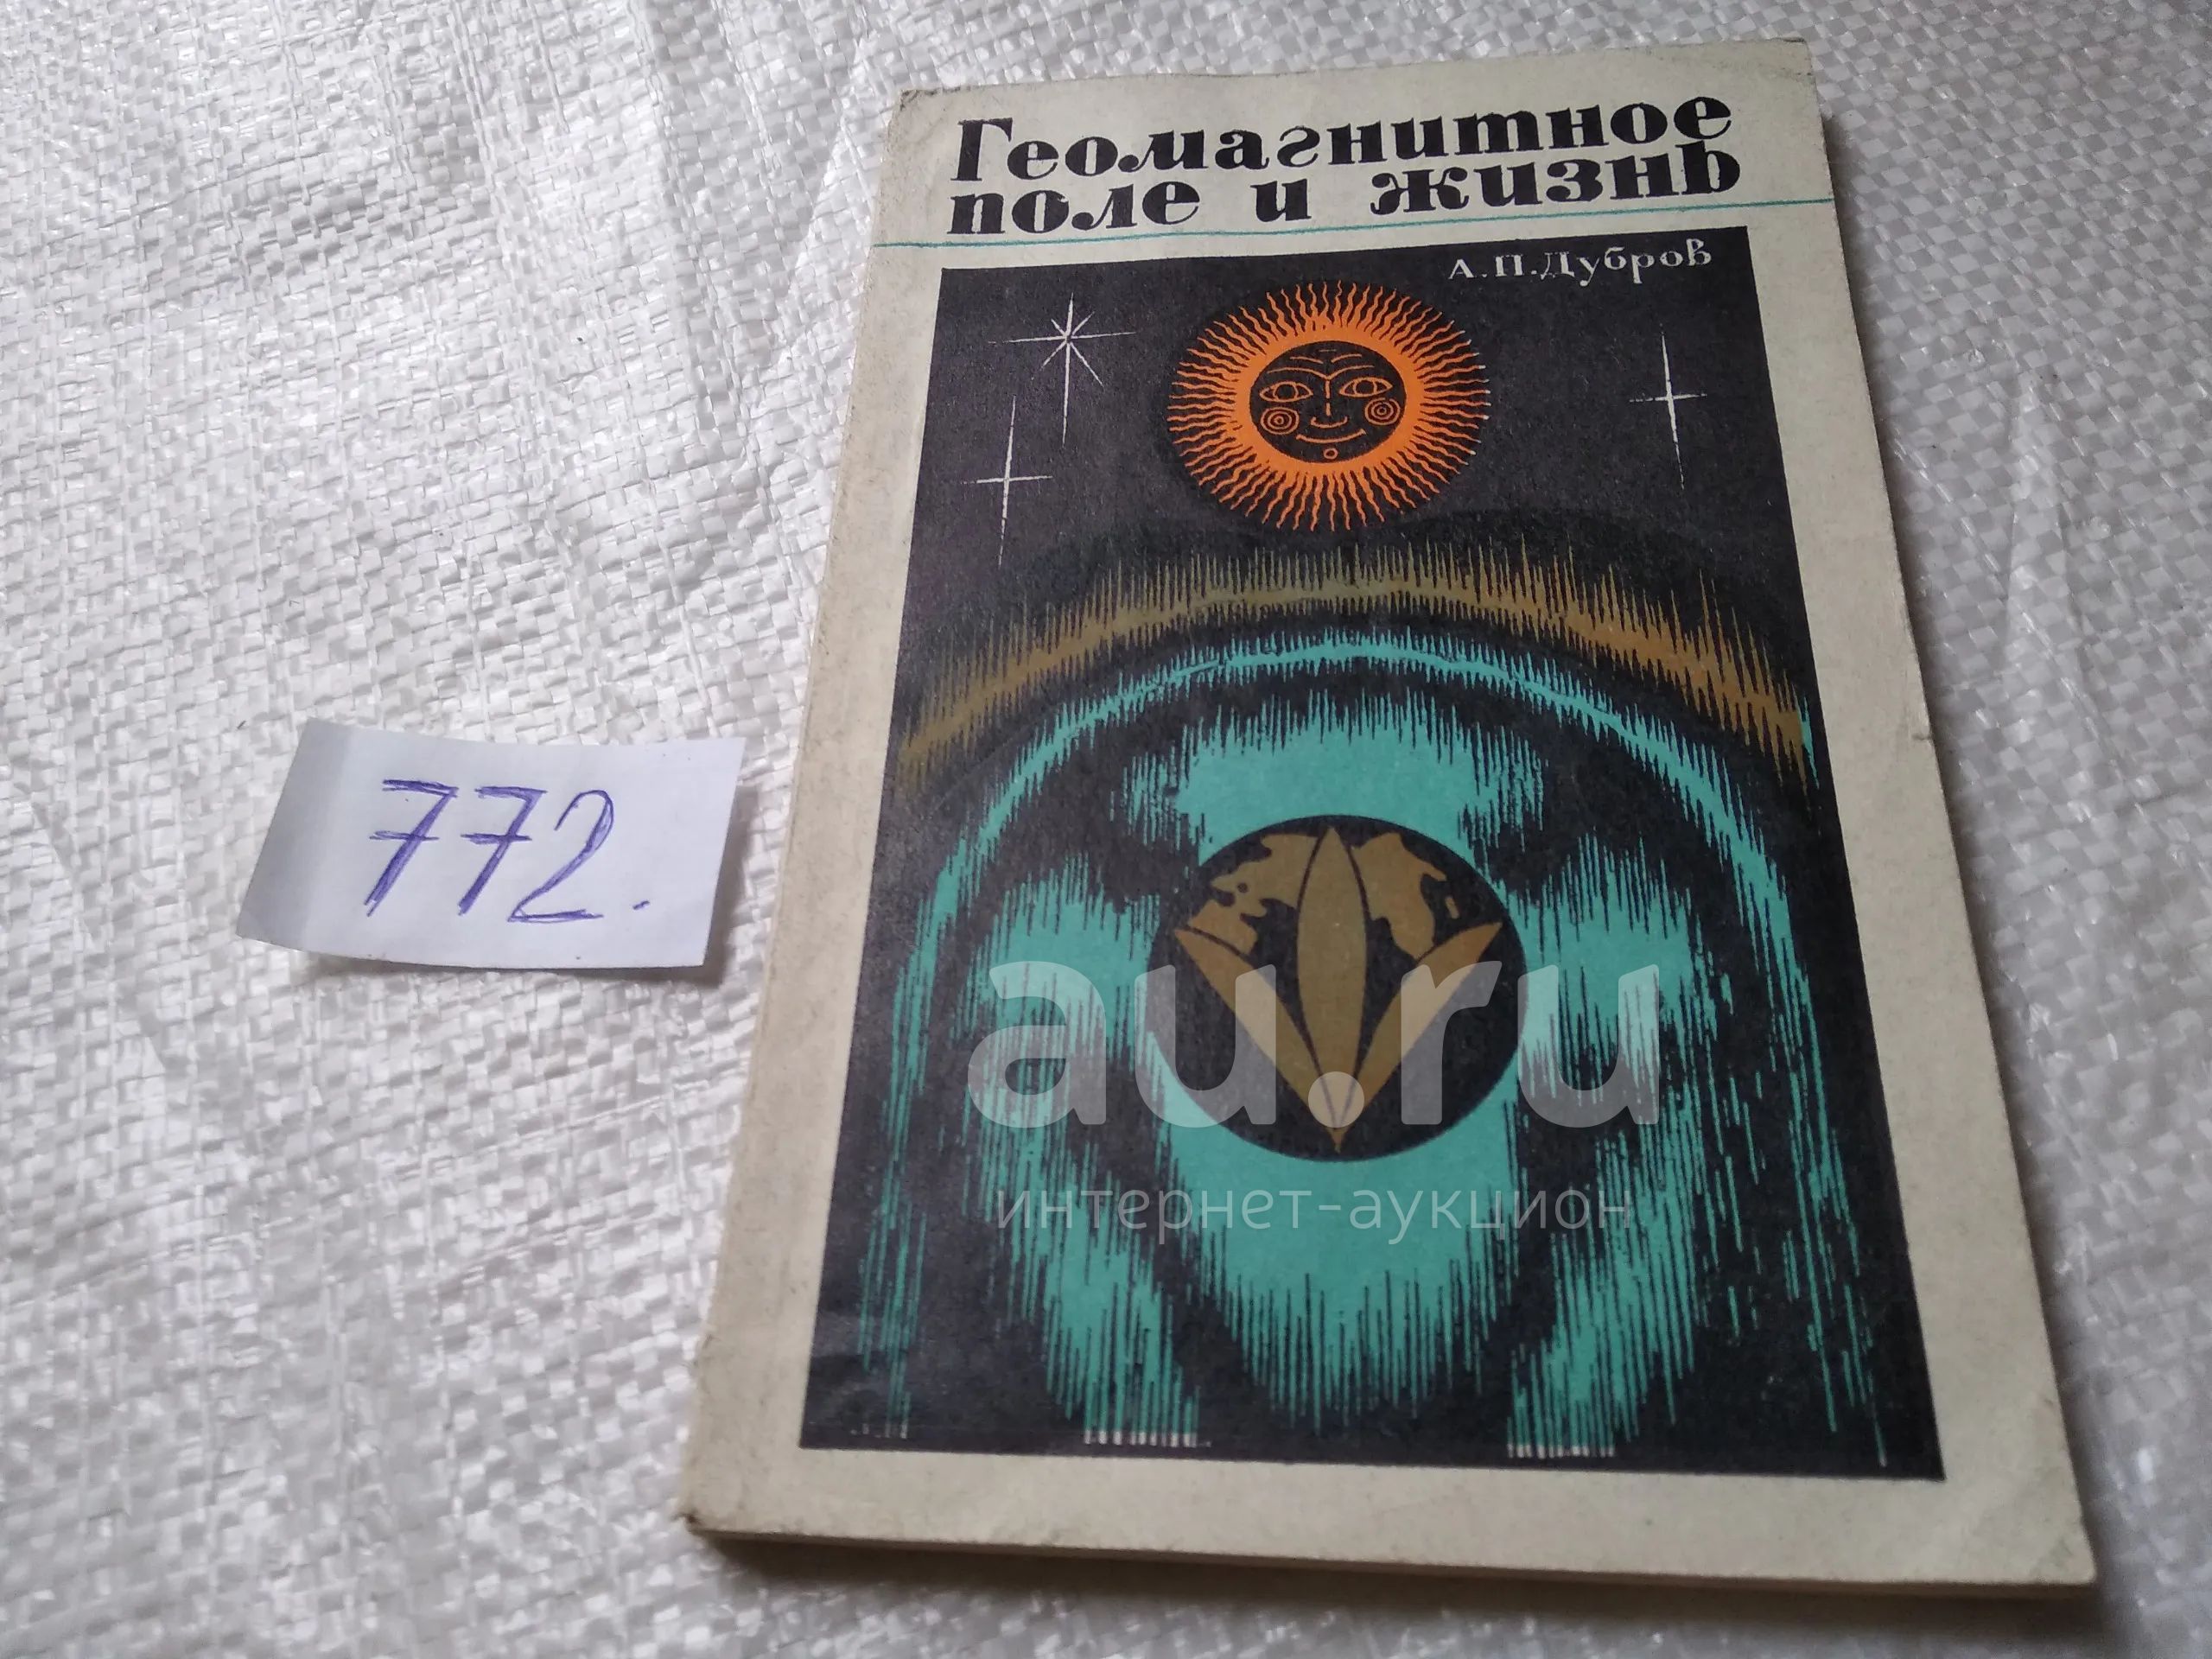 Геомагнитное
поле и жизнь
А.П.Дубров
772.
au.ru
интернет-аукцион